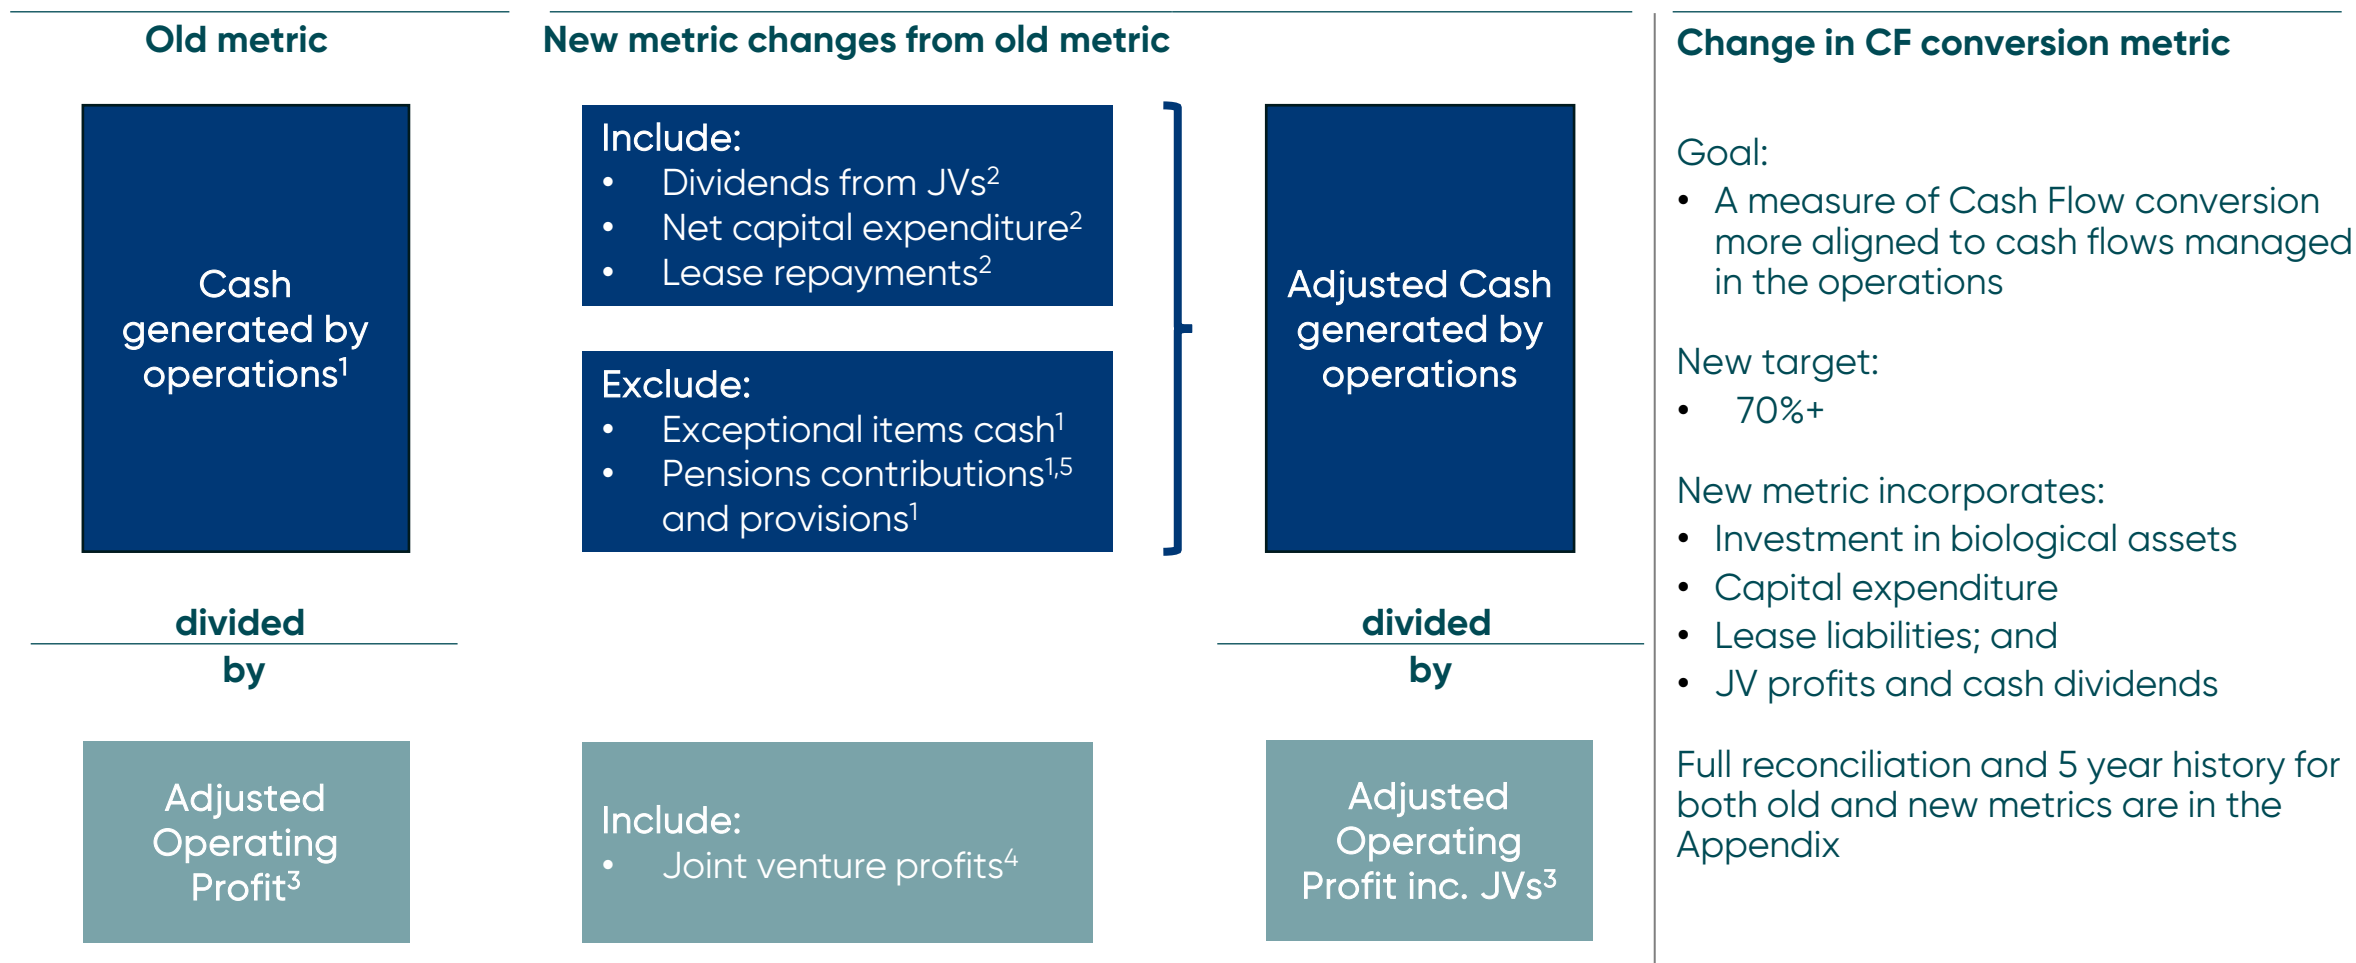 Old metric
Cash
generated by
operations¹
divided
by
Adjusted
Operating
Profit³
New metric changes from old metric
Include:
• Dividends from JVs²
• Net capital expenditure²
• Lease repayments²
Exclude:
• Exceptional items cash¹
• Pensions contributions¹,⁵
and provisions¹
Include:
• Joint venture profits⁴
Adjusted Cash
generated by
operations
divided
by
Adjusted
Operating
Profit inc. JVs³
Change in CF conversion metric
Goal:
• A measure of Cash Flow conversion
more aligned to cash flows managed
in the operations
New target:
• 70%+
New metric incorporates:
• Investment in biological assets
• Capital expenditure
• Lease liabilities; and
• JV profits and cash dividends
Full reconciliation and 5 year history for
both old and new metrics are in the
Appendix